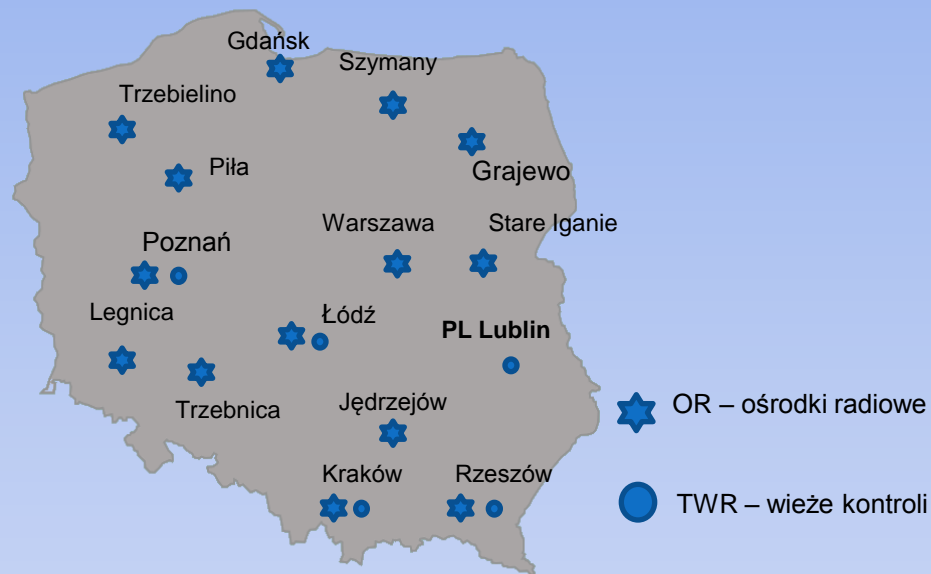 Gdańsk
Szymany
Trzebielino
Piła
Grajewo
Warszawa
Stare Iganie
Poznań
Legnica
Łódź
PL Lublin
Trzebnica
Jędrzejów
OR – ośrodki radiowe
Kraków
Rzeszów
TWR – wieże kontroli